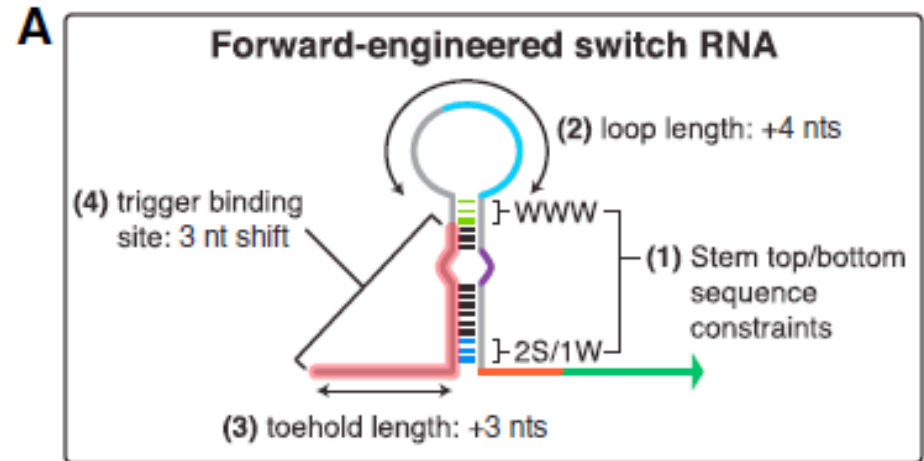 A
Forward-engineered switch RNA
(2) loop length: +4 nts
(4) trigger binding
site: 3 nt shift
WWW
(1) Stem top/bottom
sequence
constraints
2S/1W
(3) toehold length: +3 nts